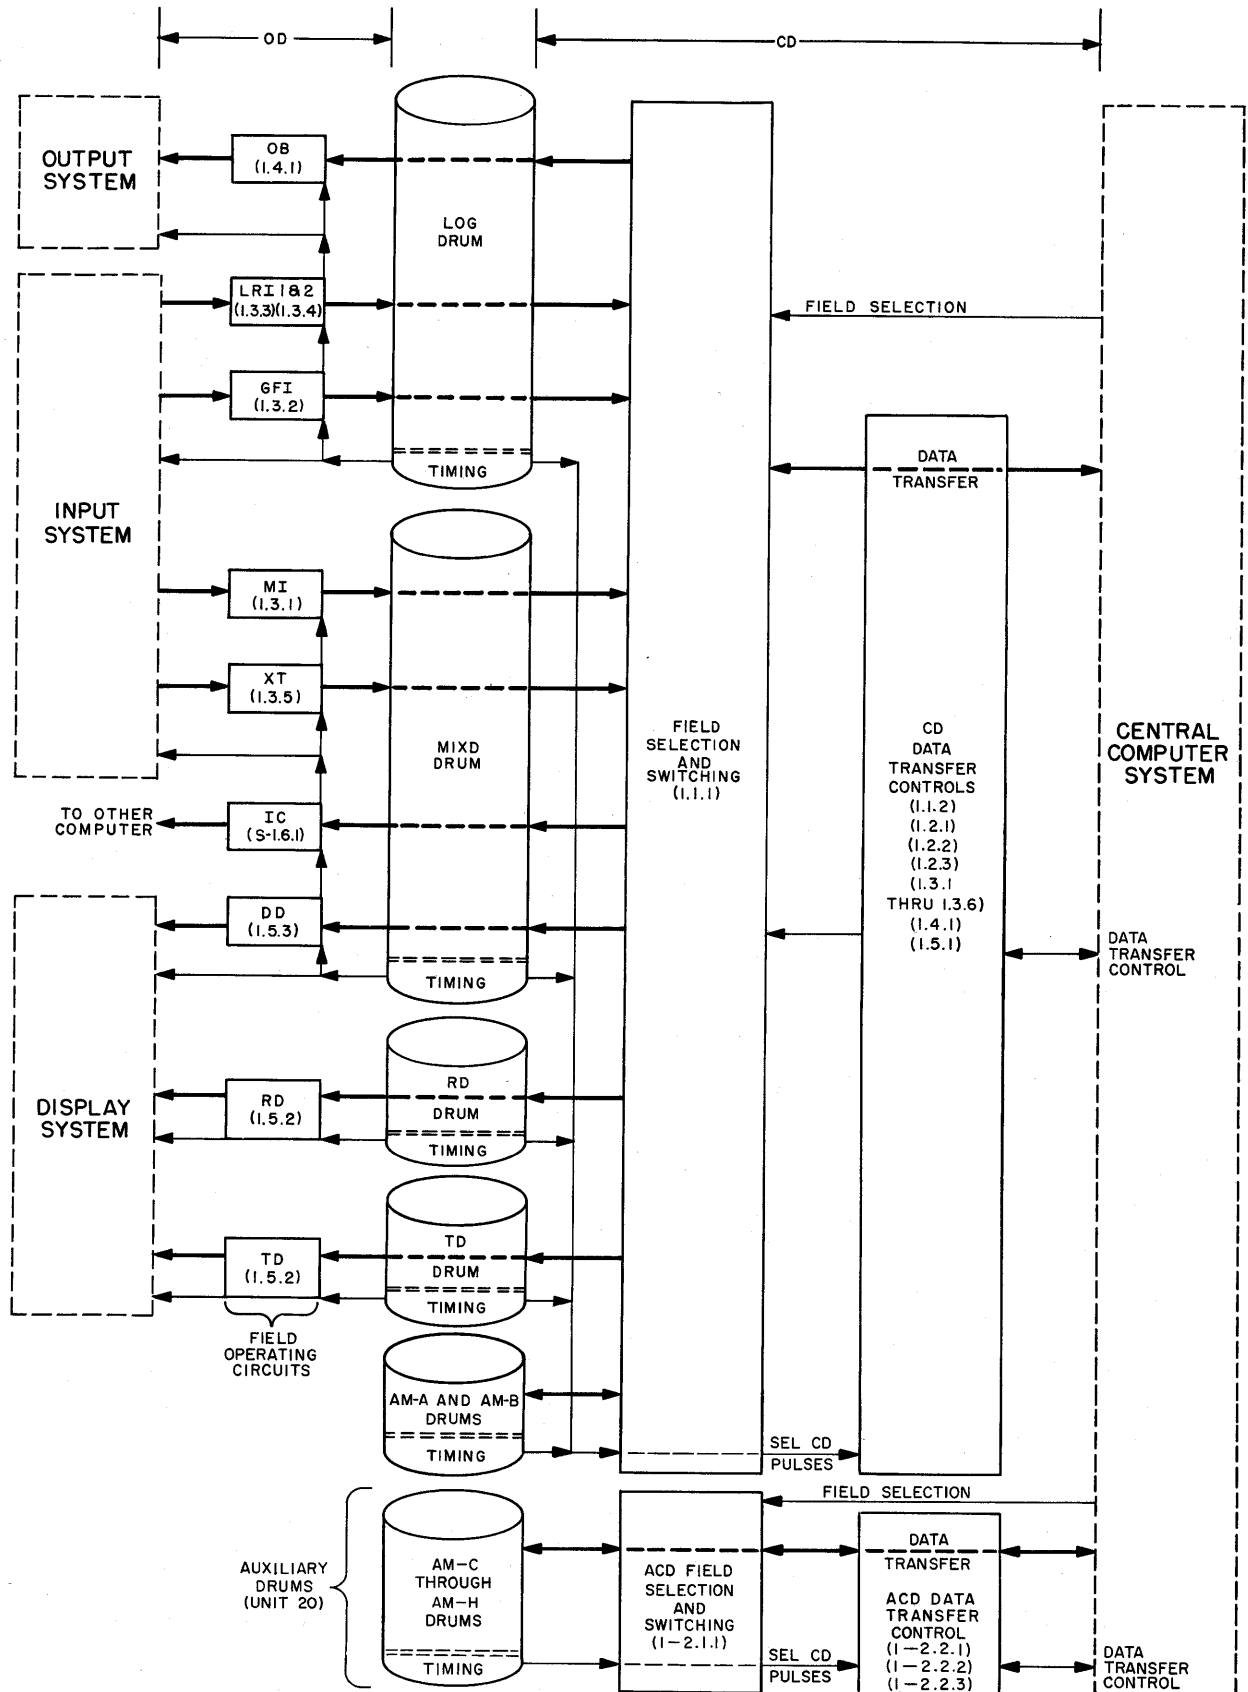 OD
CD
OUTPUT
SYSTEM
OB
(1.4.1)
LOG
DRUM
LRI 1 & 2
(1.3.3)(1.3.4)
FIELD SELECTION
GFI
(1.3.2)
TIMING
DATA
TRANSFER
INPUT
SYSTEM
MI
(1.3.1)
XT
(1.3.5)
MIXD
DRUM
FIELD
SELECTION
AND
SWITCHING
(1.1.1)
CD
DATA
TRANSFER
CONTROLS
(1.1.2)
(1.2.1)
(1.2.2)
(1.2.3)
(1.3.1
THRU 1.3.6)
(1.4.1)
(1.5.1)
CENTRAL
COMPUTER
SYSTEM
TO OTHER
COMPUTER
IC
(S-1.6.1)
DD
(1.5.3)
TIMING
DATA
TRANSFER
CONTROL
DISPLAY
SYSTEM
RD
(1.5.2)
RD
DRUM
TIMING
TD
(1.5.2)
TD
DRUM
TIMING
FIELD
OPERATING
CIRCUITS
AM-A AND AM-B
DRUMS
TIMING
SEL CD
PULSES
FIELD SELECTION
AUXILIARY
DRUMS
(UNIT 20)
AM-C
THROUGH
AM-H
DRUMS
TIMING
ACD FIELD
SELECTION
AND
SWITCHING
(1-2.1.1)
SEL CD
PULSES
DATA
TRANSFER
ACD DATA
TRANSFER
CONTROL
(1-2.2.1)
(1-2.2.2)
(1-2.2.3)
DATA
TRANSFER
CONTROL